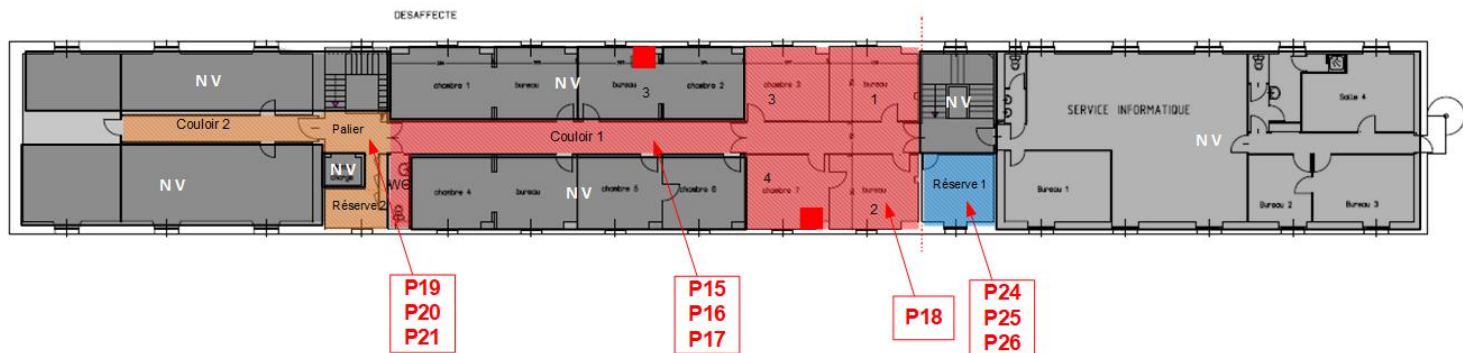 DESAFFECTE
N V
chambre 1
bureau
N V
bureau
3
chambre 2
chambre 3
3
bureau
1
N V
SERVICE INFORMATIQUE
N V
Salle 4
Couloir 2
Palier
Couloir 1
N V
N V
charge
Réserve 2
WC
chambre 4
bureau
N V
chambre 5
chambre 6
4
chambre 7
bureau
2
Réserve 1
Bureau 1
Bureau 2
Bureau 3
P19
P20
P21
P15
P16
P17
P18
P24
P25
P26